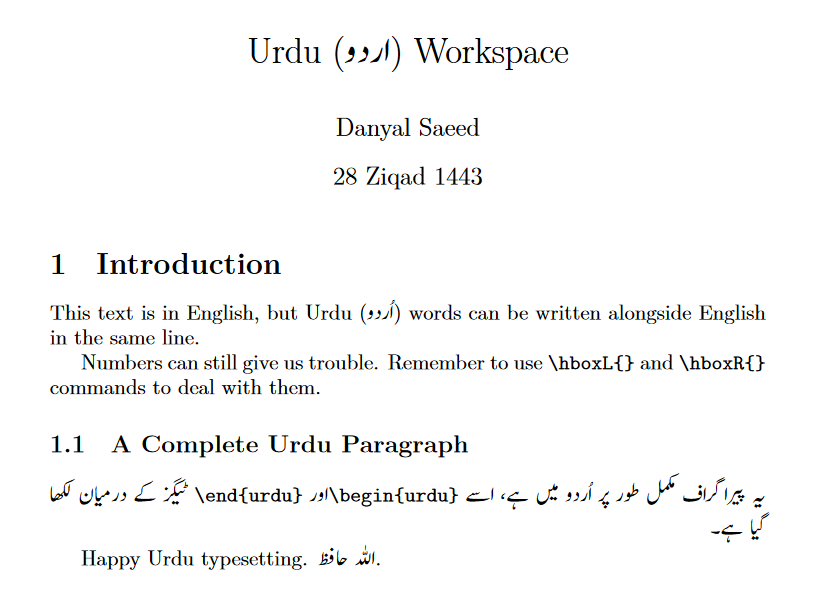 Urdu (اردو) Workspace
Danyal Saeed
28 Ziqad 1443
1 Introduction
This text is in English, but Urdu (اُردو) words can be written alongside English
in the same line.
Numbers can still give us trouble. Remember to use \hboxL{} and \hboxR{}
commands to deal with them.
1.1 A Complete Urdu Paragraph
یہ پیراگراف مکمل طور پر اُردو میں ہے، اسے \begin{urdu} اور \end{urdu} ٹیگز کے درمیان لکھا
گیا ہے۔
Happy Urdu typesetting. اللہ حافظ.